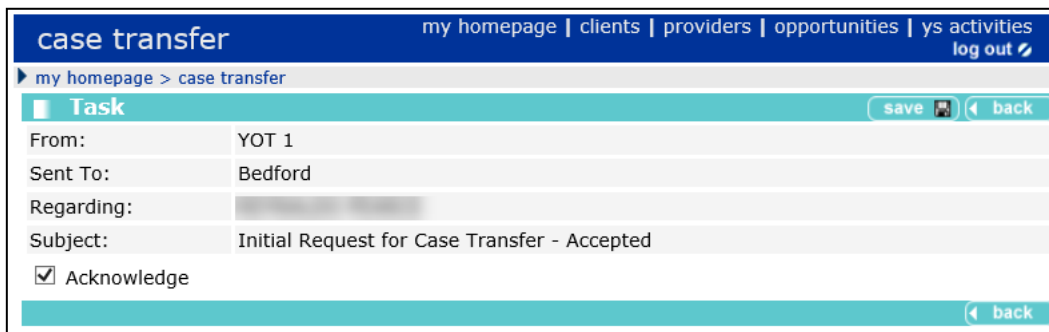 case transfer
my homepage | clients | providers | opportunities | ys activities
log out
my homepage > case transfer
Task
save
back
From: YOT 1
Sent To: Bedford
Regarding:
Subject: Initial Request for Case Transfer - Accepted
Acknowledge
back